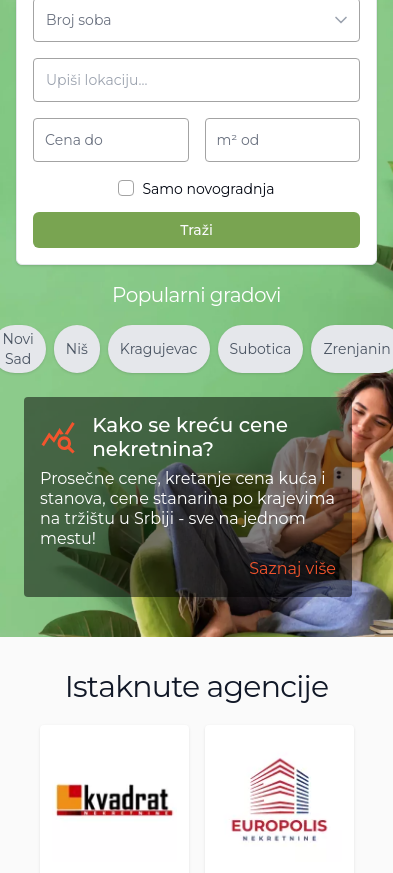 Broj soba
Upiši lokaciju...
Cena do
m² od
Samo novogradnja
Traži
Popularni gradovi
Novi
Sad
Niš
Kragujevac
Subotica
Zrenjanin
Kako se kreću cene
nekretnina?
Prosečne cene, kretanje cena kuća i
stanova, cene stanarina po krajevima
na tržištu u Srbiji - sve na jednom
mestu!
Saznaj više
Istaknute agencije
kvadrat
NEKRETNINE
EUROPOLIS
NEKRETNINE